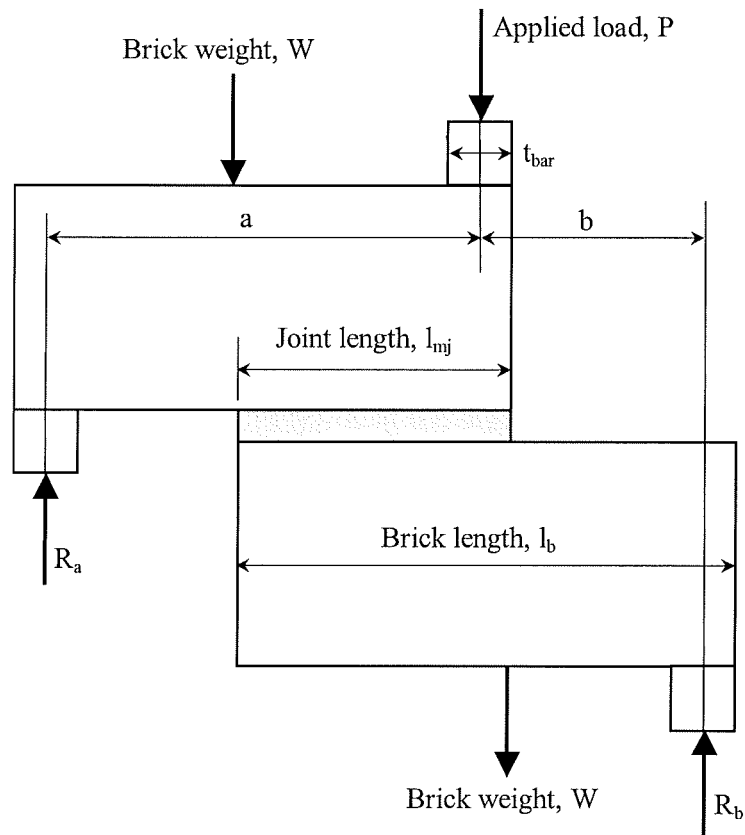 Applied load, P
Brick weight, W
t_bar
a
b
Joint length, l_mj
Brick length, l_b
R_a
Brick weight, W
R_b